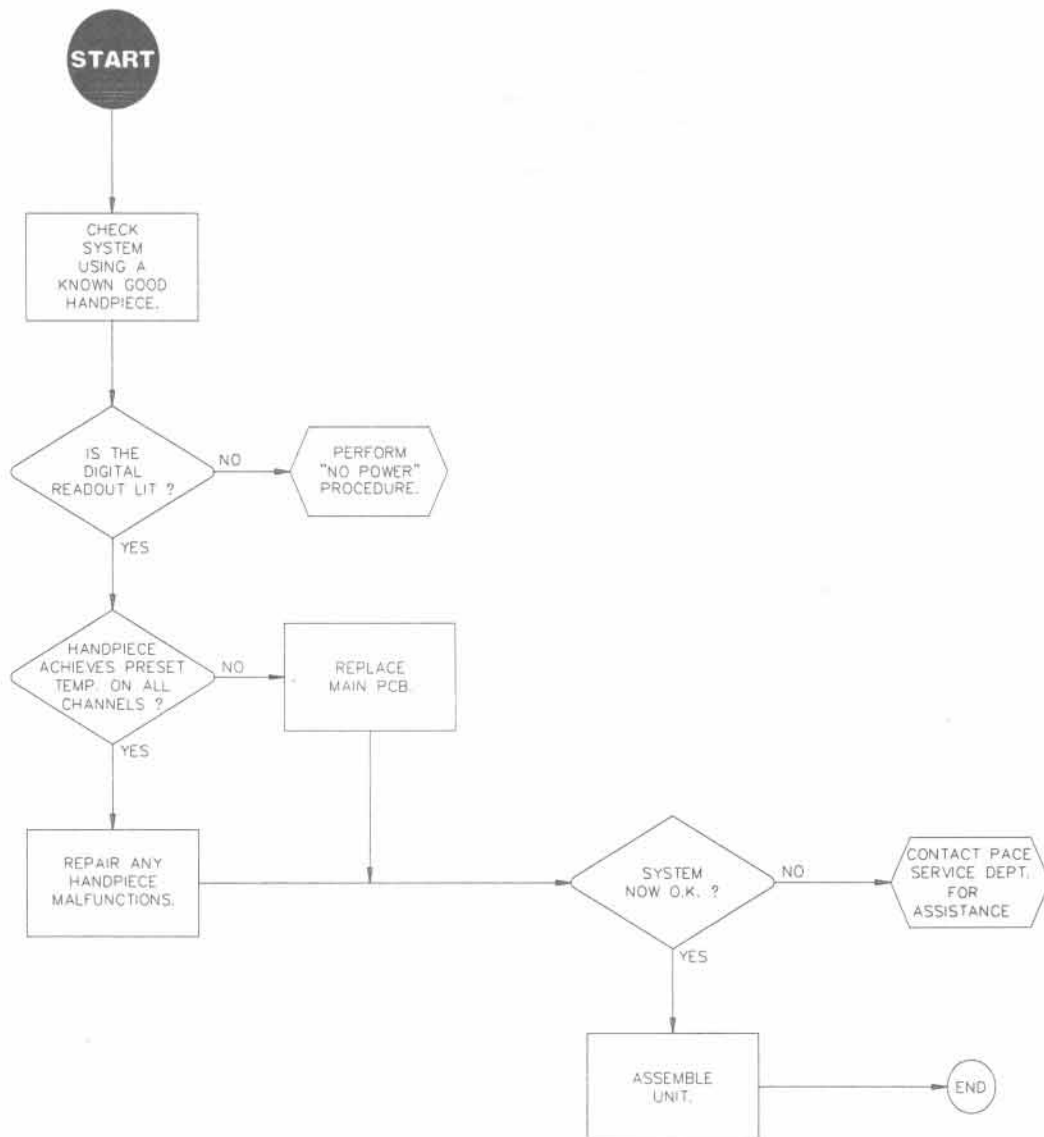 START
CHECK
SYSTEM
USING A
KNOWN GOOD
HANDPIECE.
IS THE
DIGITAL
READOUT LIT ?
NO
PERFORM
"NO POWER"
PROCEDURE.
YES
HANDPIECE
ACHIEVES PRESET
TEMP. ON ALL
CHANNELS ?
NO
REPLACE
MAIN PCB.
YES
REPAIR ANY
HANDPIECE
MALFUNCTIONS.
SYSTEM
NOW O.K. ?
NO
CONTACT PACE
SERVICE DEPT.
FOR
ASSISTANCE
YES
ASSEMBLE
UNIT.
END